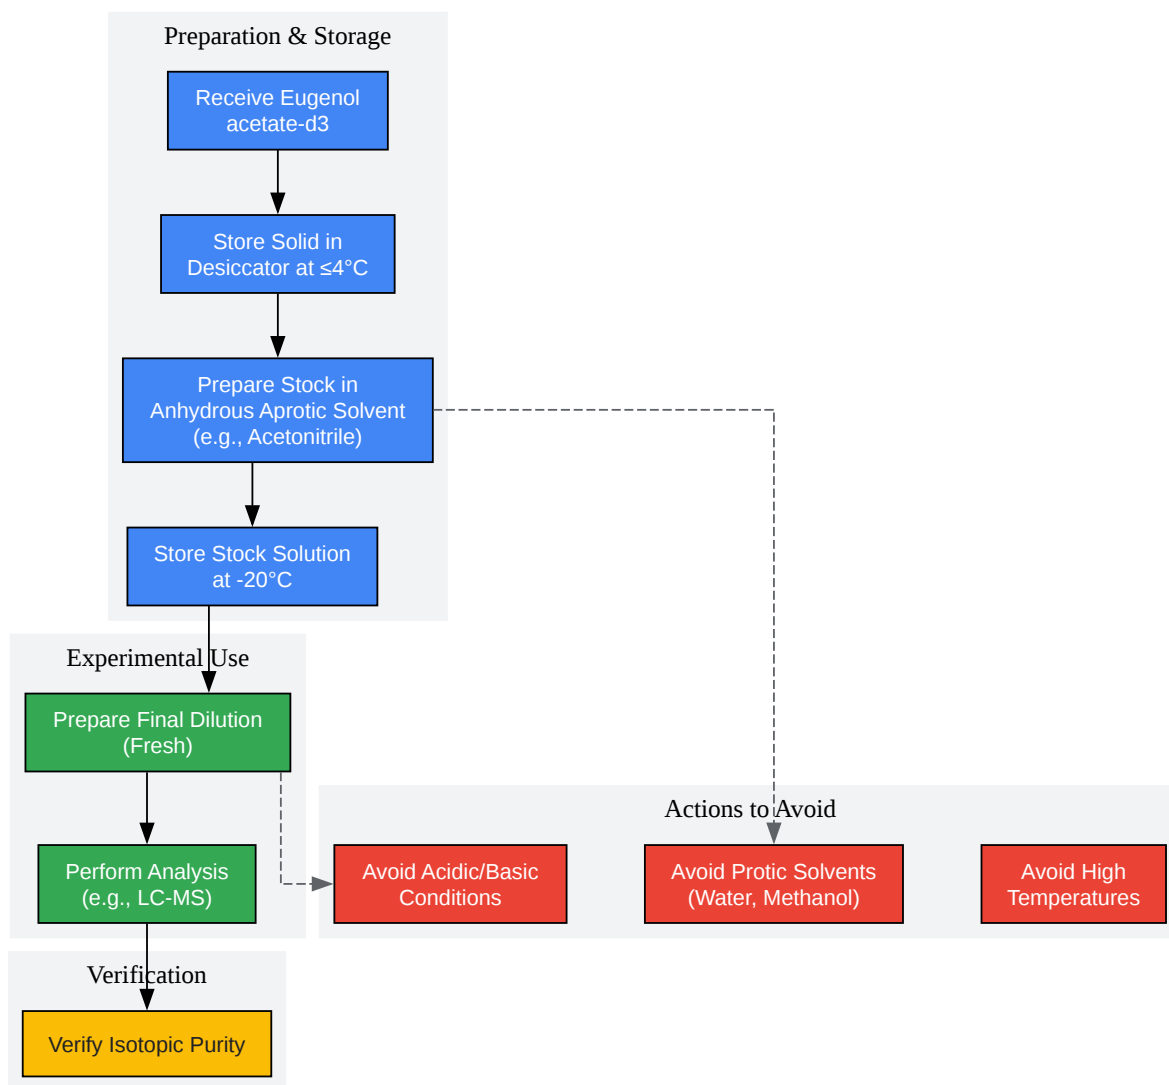 Preparation & Storage
Receive Eugenol
acetate-d3
Store Solid in
Desiccator at ≤4°C
Prepare Stock in
Anhydrous Aprotic Solvent
(e.g., Acetonitrile)
Store Stock Solution
at -20°C
Experimental Use
Prepare Final Dilution
(Fresh)
Perform Analysis
(e.g., LC-MS)
Actions to Avoid
Avoid Acidic/Basic
Conditions
Avoid Protic Solvents
(Water, Methanol)
Avoid High
Temperatures
Verification
Verify Isotopic Purity